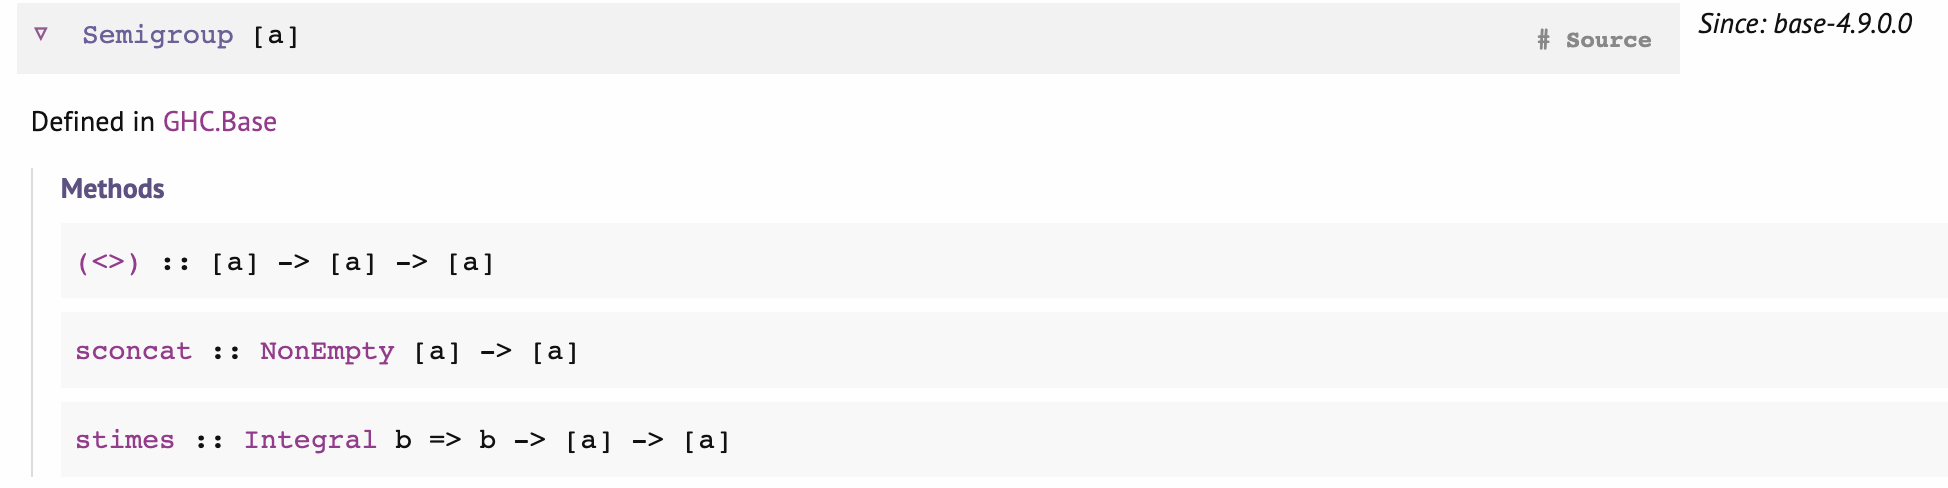 ▽ Semigroup [a] # Source Since: base-4.9.0.0
Defined in GHC.Base
Methods
(<>) :: [a] -> [a] -> [a]
sconcat :: NonEmpty [a] -> [a]
stimes :: Integral b => b -> [a] -> [a]